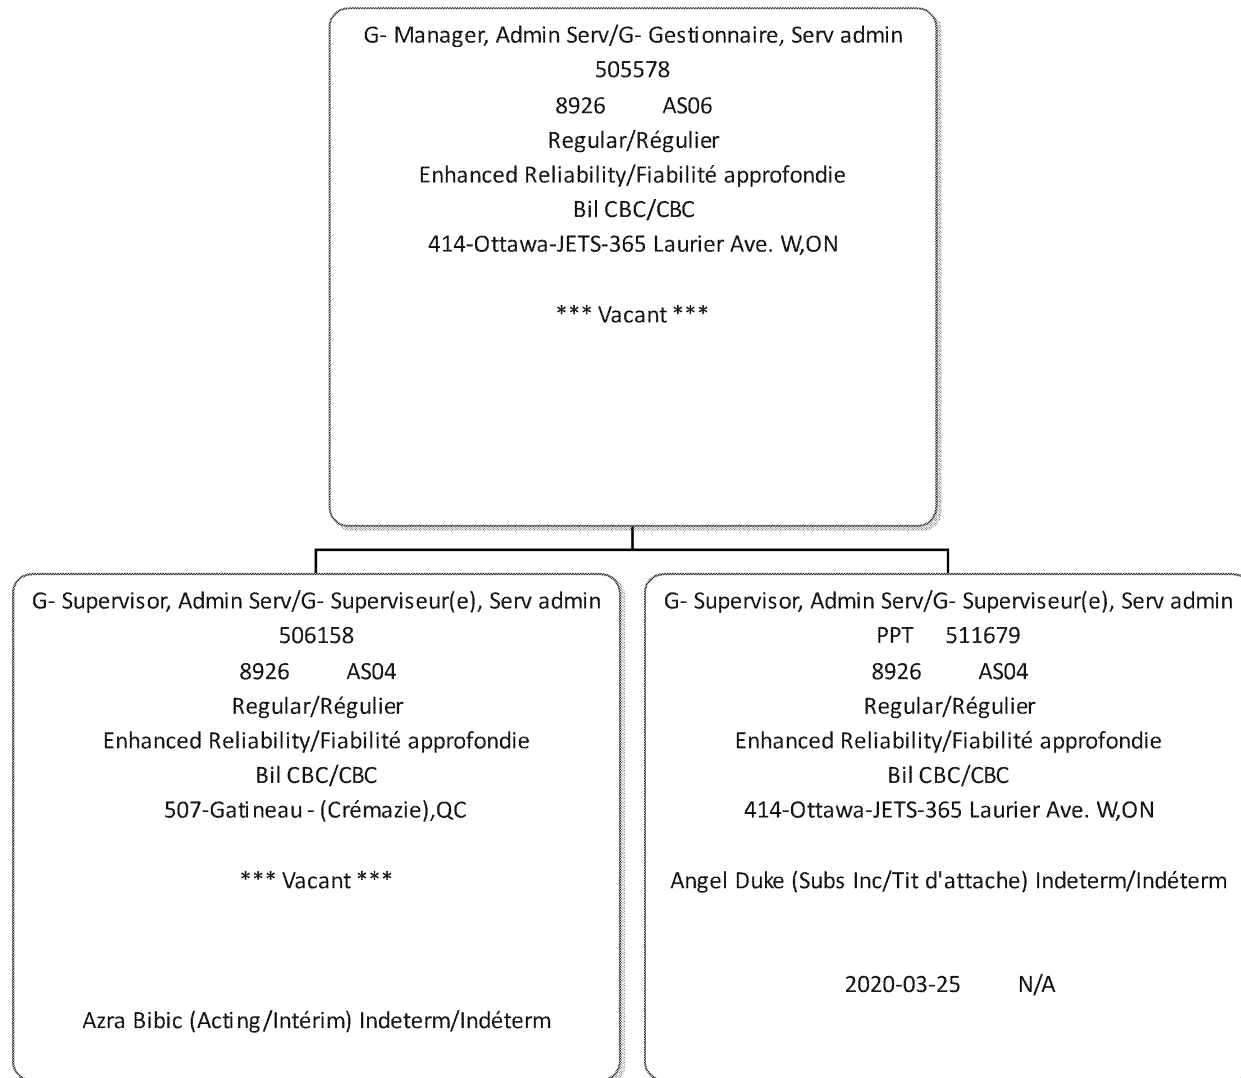 G- Manager, Admin Serv/G- Gestionnaire, Serv admin
505578
8926 AS06
Regular/Régulier
Enhanced Reliability/Fiabilité approfondie
Bil CBC/CBC
414-Ottawa-JETS-365 Laurier Ave. W,ON
*** Vacant ***
G- Supervisor, Admin Serv/G- Superviseur(e), Serv admin
506158
8926 AS04
Regular/Régulier
Enhanced Reliability/Fiabilité approfondie
Bil CBC/CBC
507-Gatineau - (Crémazie),QC
*** Vacant ***
Azra Bibic (Acting/Intérim) Indeterm/Indéterm
G- Supervisor, Admin Serv/G- Superviseur(e), Serv admin
PPT 511679
8926 AS04
Regular/Régulier
Enhanced Reliability/Fiabilité approfondie
Bil CBC/CBC
414-Ottawa-JETS-365 Laurier Ave. W,ON
Angel Duke (Subs Inc/Tit d'attache) Indeterm/Indéterm
2020-03-25 N/A